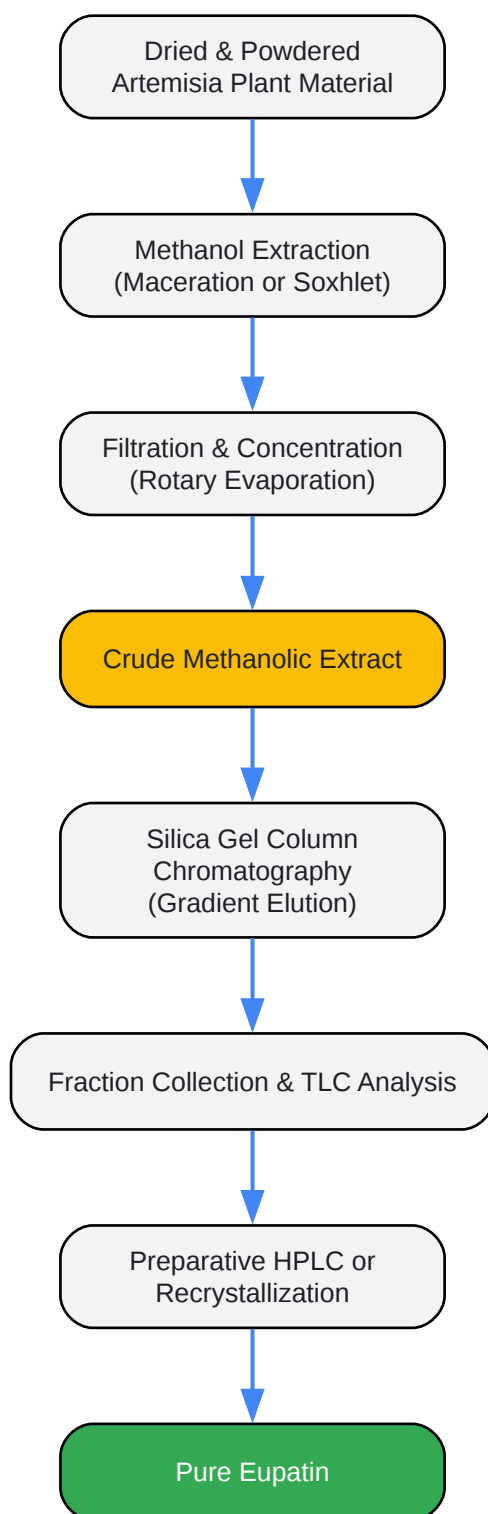 Dried & Powdered
Artemisia Plant Material
Methanol Extraction
(Maceration or Soxhlet)
Filtration & Concentration
(Rotary Evaporation)
Crude Methanolic Extract
Silica Gel Column
Chromatography
(Gradient Elution)
Fraction Collection & TLC Analysis
Preparative HPLC or
Recrystallization
Pure Eupatin